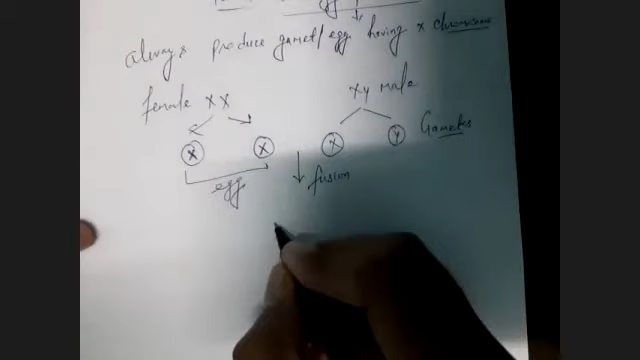 always produce gamet/egg having x chromosome
female XX
Xy male
X X X y Gametes
egg
fusion